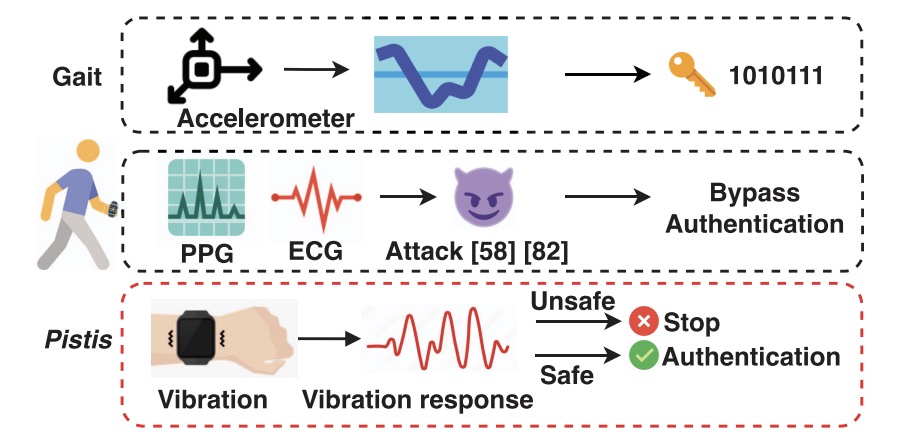 Gait
Accelerometer
1010111
PPG
ECG
Attack [58] [82]
Bypass
Authentication
Pistis
Vibration
Vibration response
Unsafe
Stop
Safe
Authentication